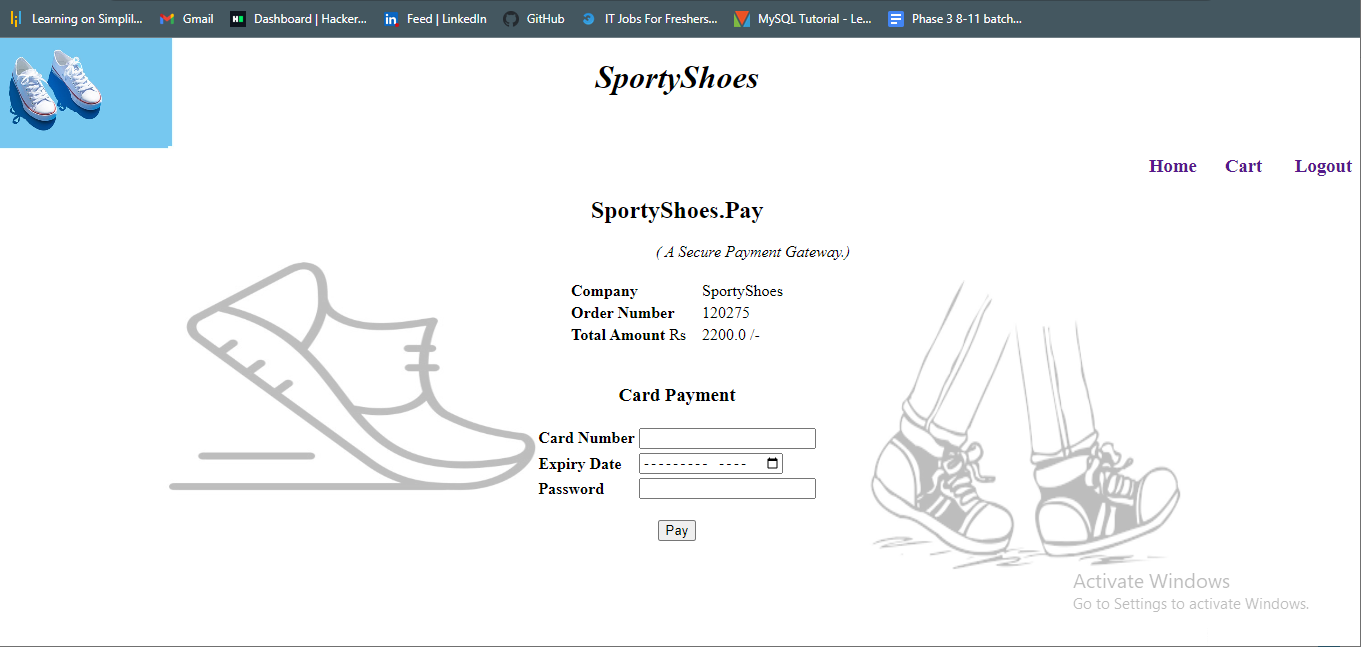 Learning on Simplil... Gmail Dashboard | Hacker... Feed | LinkedIn GitHub IT Jobs For Freshers... MySQL Tutorial - Le... Phase 3 8-11 batch...
SportyShoes
Home Cart Logout
SportyShoes.Pay
( A Secure Payment Gateway.)
Company SportyShoes
Order Number 120275
Total Amount Rs 2200.0 /-
Card Payment
Card Number
Expiry Date --------- ----
Password
Pay
Activate Windows
Go to Settings to activate Windows.